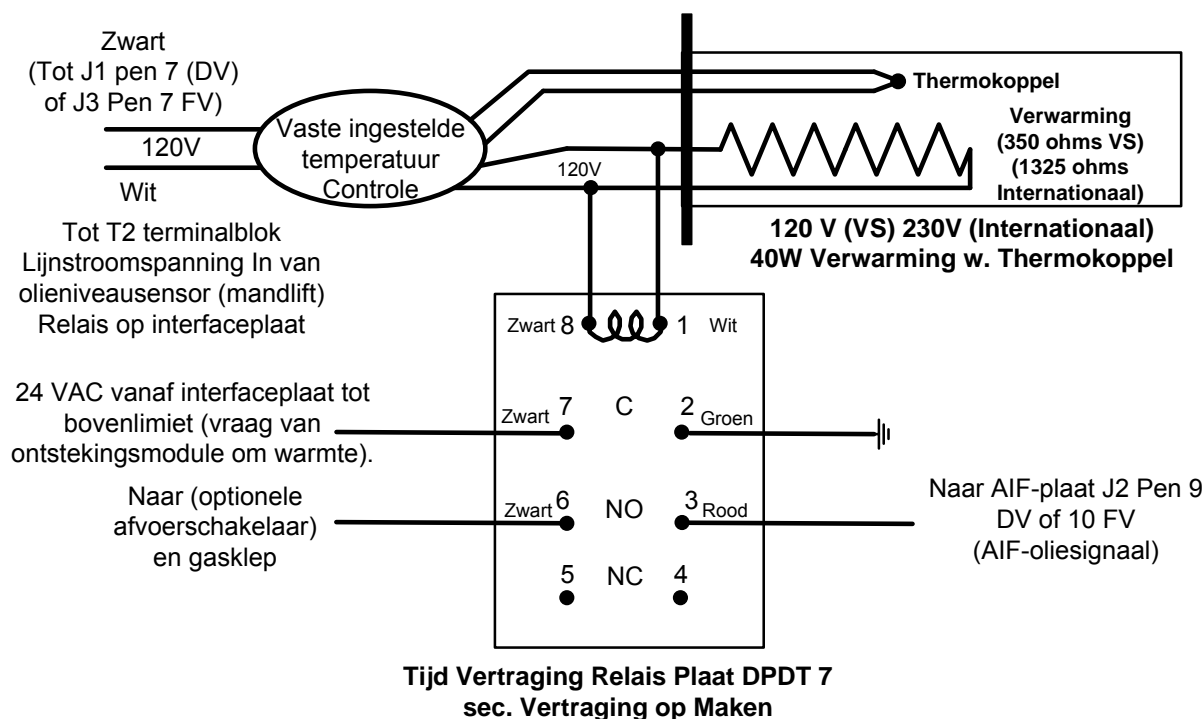 Zwart
(Tot J1 pen 7 (DV)
of J3 Pen 7 FV)
120V
Wit
Vaste ingestelde
temperatuur
Controle
Thermokoppel
Verwarming
(350 ohms VS)
(1325 ohms
Internationaal)
120V
120 V (VS) 230V (Internationaal)
40W Verwarming w. Thermokoppel
Tot T2 terminalblok
Lijnstroomspanning In van
olieniveausensor (mandlift)
Relais op interfaceplaat
Zwart 8 1 Wit
24 VAC vanaf interfaceplaat tot
bovenlimiet (vraag van
ontstekingsmodule om warmte).
Zwart 7 C 2 Groen
Naar (optionele
afvoerschakelaar)
en gasklep
Zwart 6 NO 3 Rood
Naar AIF-plaat J2 Pen 9
DV of 10 FV
(AIF-oliesignaal)
5 NC 4
Tijd Vertraging Relais Plaat DPDT 7
sec. Vertraging op Maken